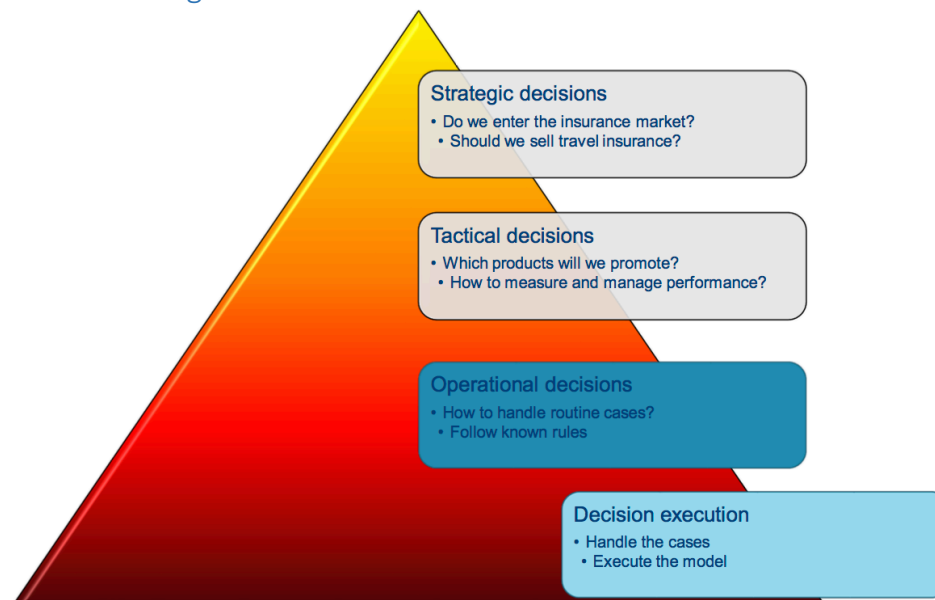 Strategic decisions
• Do we enter the insurance market?
• Should we sell travel insurance?
Tactical decisions
• Which products will we promote?
• How to measure and manage performance?
Operational decisions
• How to handle routine cases?
• Follow known rules
Decision execution
• Handle the cases
• Execute the model